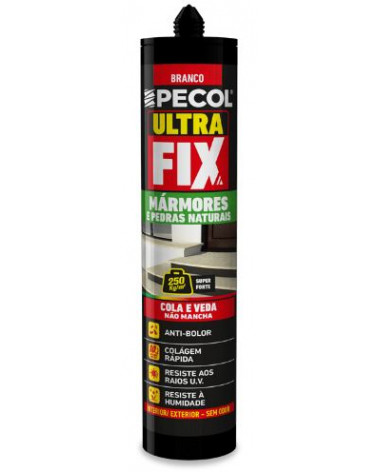 BRANCO
PECOL
ULTRA
FIX
MÁRMORES
E PEDRAS NATURAIS
250
Kg/m²
SUPER
FORTE
COLA E VEDA
NÃO MANCHA
ANTI-BOLOR
COLAGEM
RÁPIDA
RESISTE AOS
RAIOS U.V.
RESISTE À
HUMIDADE
INTERIOR/ EXTERIOR - SEM ODOR